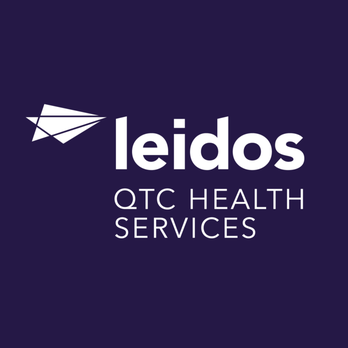 leidos
QTC HEALTH
SERVICES